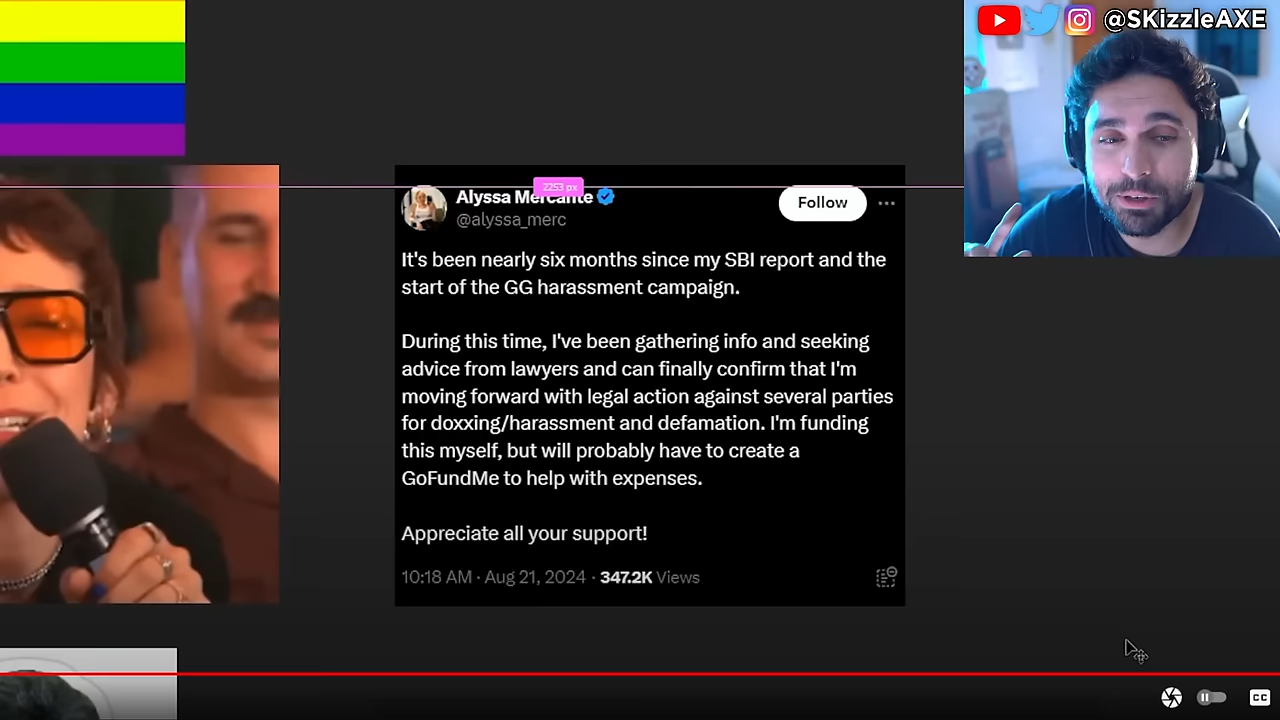 @SKizzleAXE
2253 px
Alyssa Mercante
@alyssa_merc
Follow
It's been nearly six months since my SBI report and the
start of the GG harassment campaign.
During this time, I've been gathering info and seeking
advice from lawyers and can finally confirm that I'm
moving forward with legal action against several parties
for doxxing/harassment and defamation. I'm funding
this myself, but will probably have to create a
GoFundMe to help with expenses.
Appreciate all your support!
10:18 AM · Aug 21, 2024 · 347.2K Views
CC